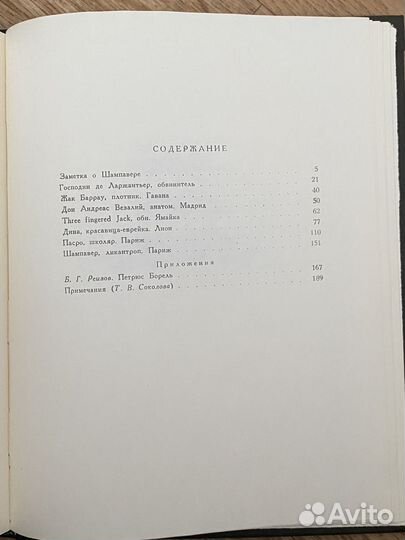 СОДЕРЖАНИЕ
Заметка о Шампавере 5
Господин де Ларжантьер, обвинитель 21
Жак Баррау, плотник. Гавана 40
Дон Андреас Везалий, анатом. Мадрид 50
Three fingered Jack, оби. Ямайка 62
Дина, красавица-еврейка. Лион 77
Пасро, школяр. Париж 110
Шампавер, ликантроп. Париж 151
Приложения
Б. Г. Реизов. Петрюс Борель 167
Примечания (Т. В. Соколова) 189
Avito